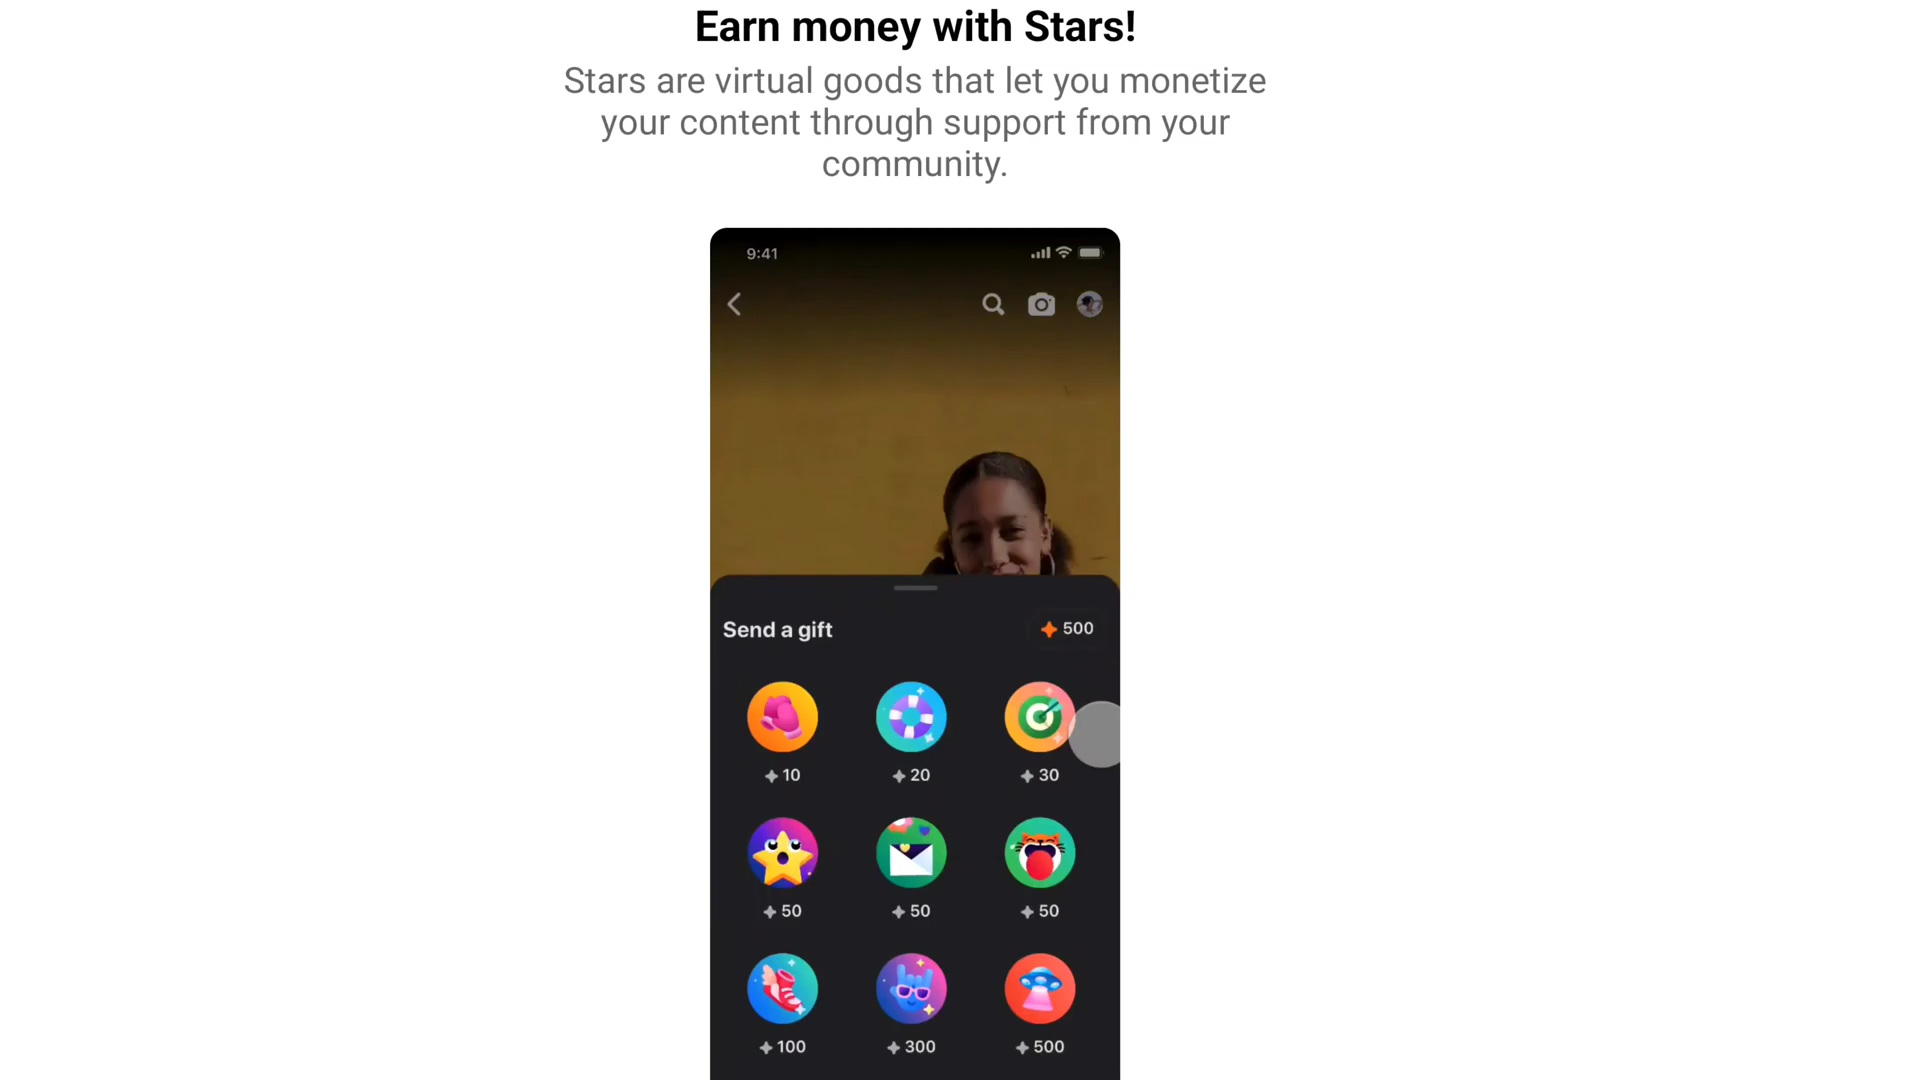 Earn money with Stars!
Stars are virtual goods that let you monetize
your content through support from your
community.
9:41
Send a gift
500
10
20
30
50
50
50
100
300
500